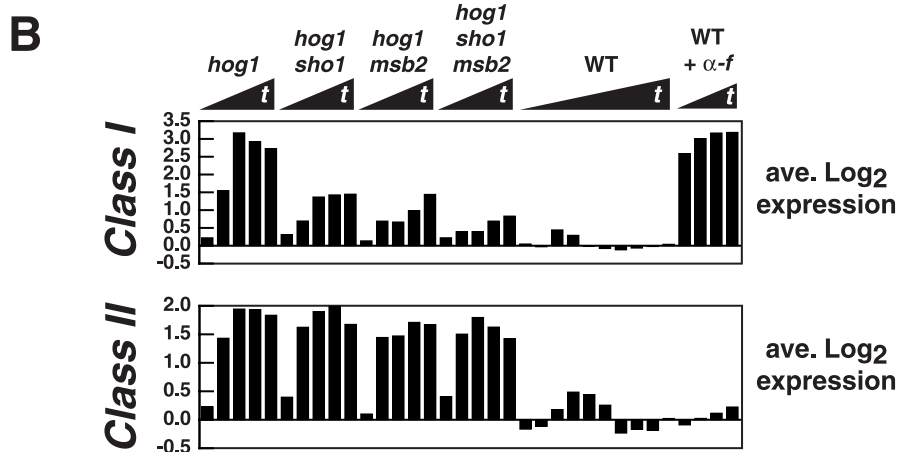 B
hog1
hog1 sho1
hog1 msb2
hog1 sho1 msb2
WT
WT + α-f
t t t t t t
Class I
3.5
3.0
2.5
2.0
1.5
1.0
0.5
0.0
-0.5
ave. Log2
expression
Class II
2.0
1.5
1.0
0.5
0.0
-0.5
ave. Log2
expression